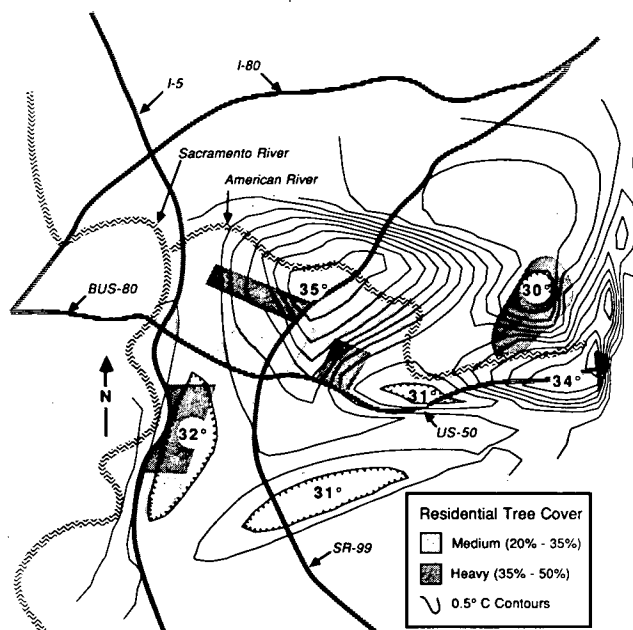 I-5
I-80
Sacramento River
American River
BUS-80
35°
30°
N
32°
31°
34°
US-50
31°
SR-99
Residential Tree Cover
Medium (20% - 35%)
Heavy (35% - 50%)
0.5° C Contours